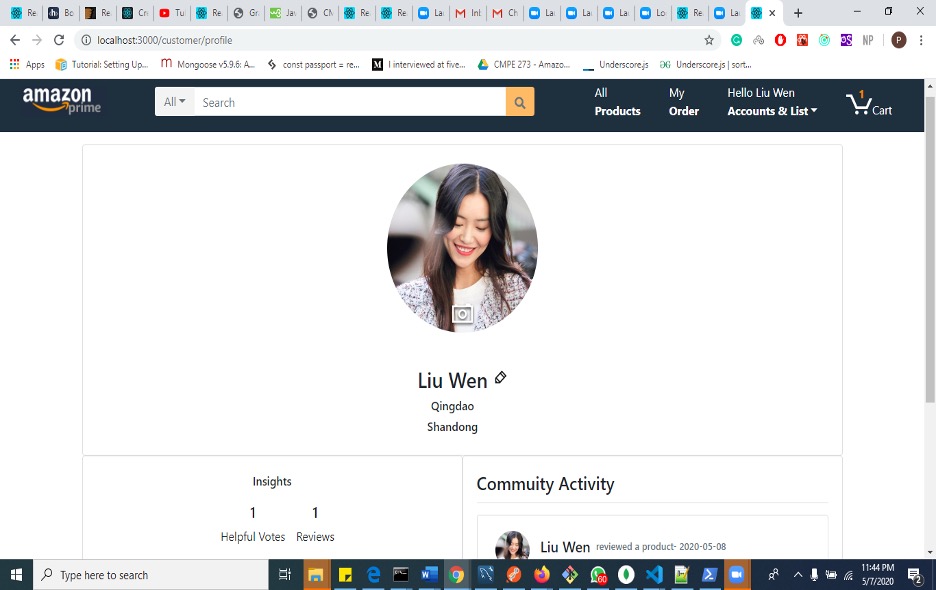 Re
Bo
Re
Cr
Tu
Re
Gr
Ja
Ch
Re
Re
La
Inb
Ch
La
La
La
Lo
Re
La
localhost:3000/customer/profile
NP
P
Apps
Tutorial: Setting Up...
Mongoose v5.9.6: A...
const passport = re...
I interviewed at five...
CMPE 273 - Amazo...
Underscore.js
Underscore.js | sort...
amazon
prime
All
Search
All
Products
My
Order
Hello Liu Wen
Accounts & List
1
Cart
Liu Wen
Qingdao
Shandong
Insights
1
1
Helpful Votes
Reviews
Commuity Activity
Liu Wen reviewed a product- 2020-05-08
Type here to search
60
11:44 PM
5/7/2020
2